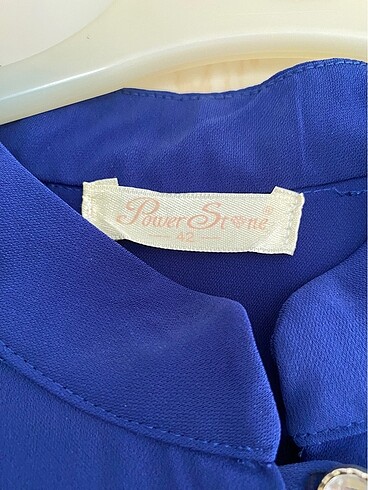 Power Stone®
— 42 —